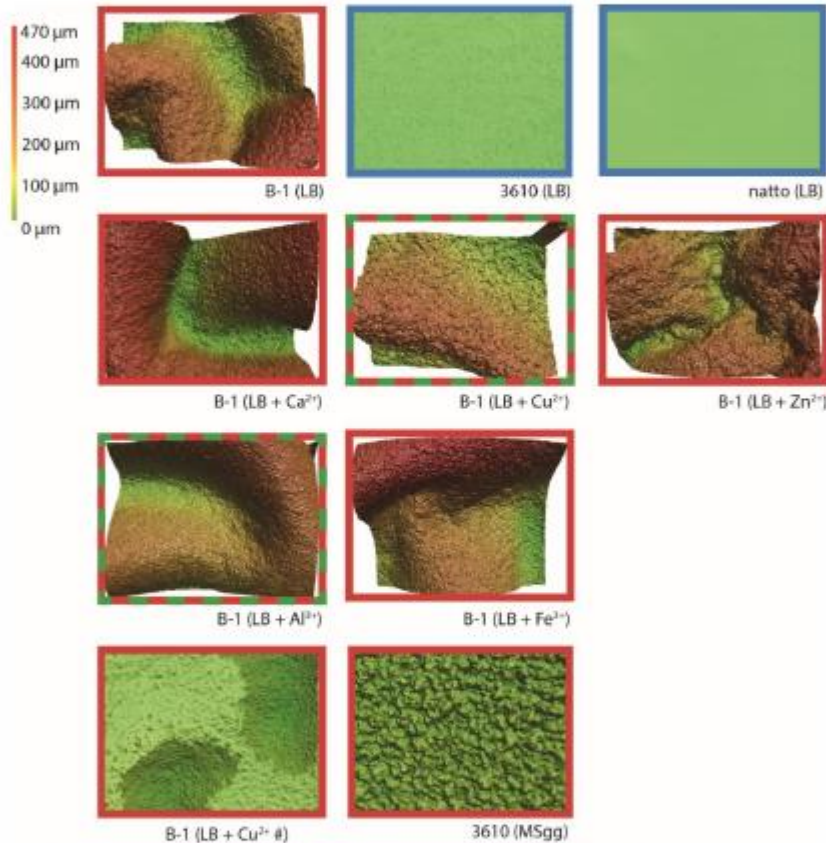 470 µm
400 µm
300 µm
200 µm
100 µm
0 µm
B-1 (LB)
3610 (LB)
natto (LB)
B-1 (LB + Ca²⁺)
B-1 (LB + Cu²⁺)
B-1 (LB + Zn²⁺)
B-1 (LB + Al³⁺)
B-1 (LB + Fe³⁺)
B-1 (LB + Cu²⁺ #)
3610 (MSgg)